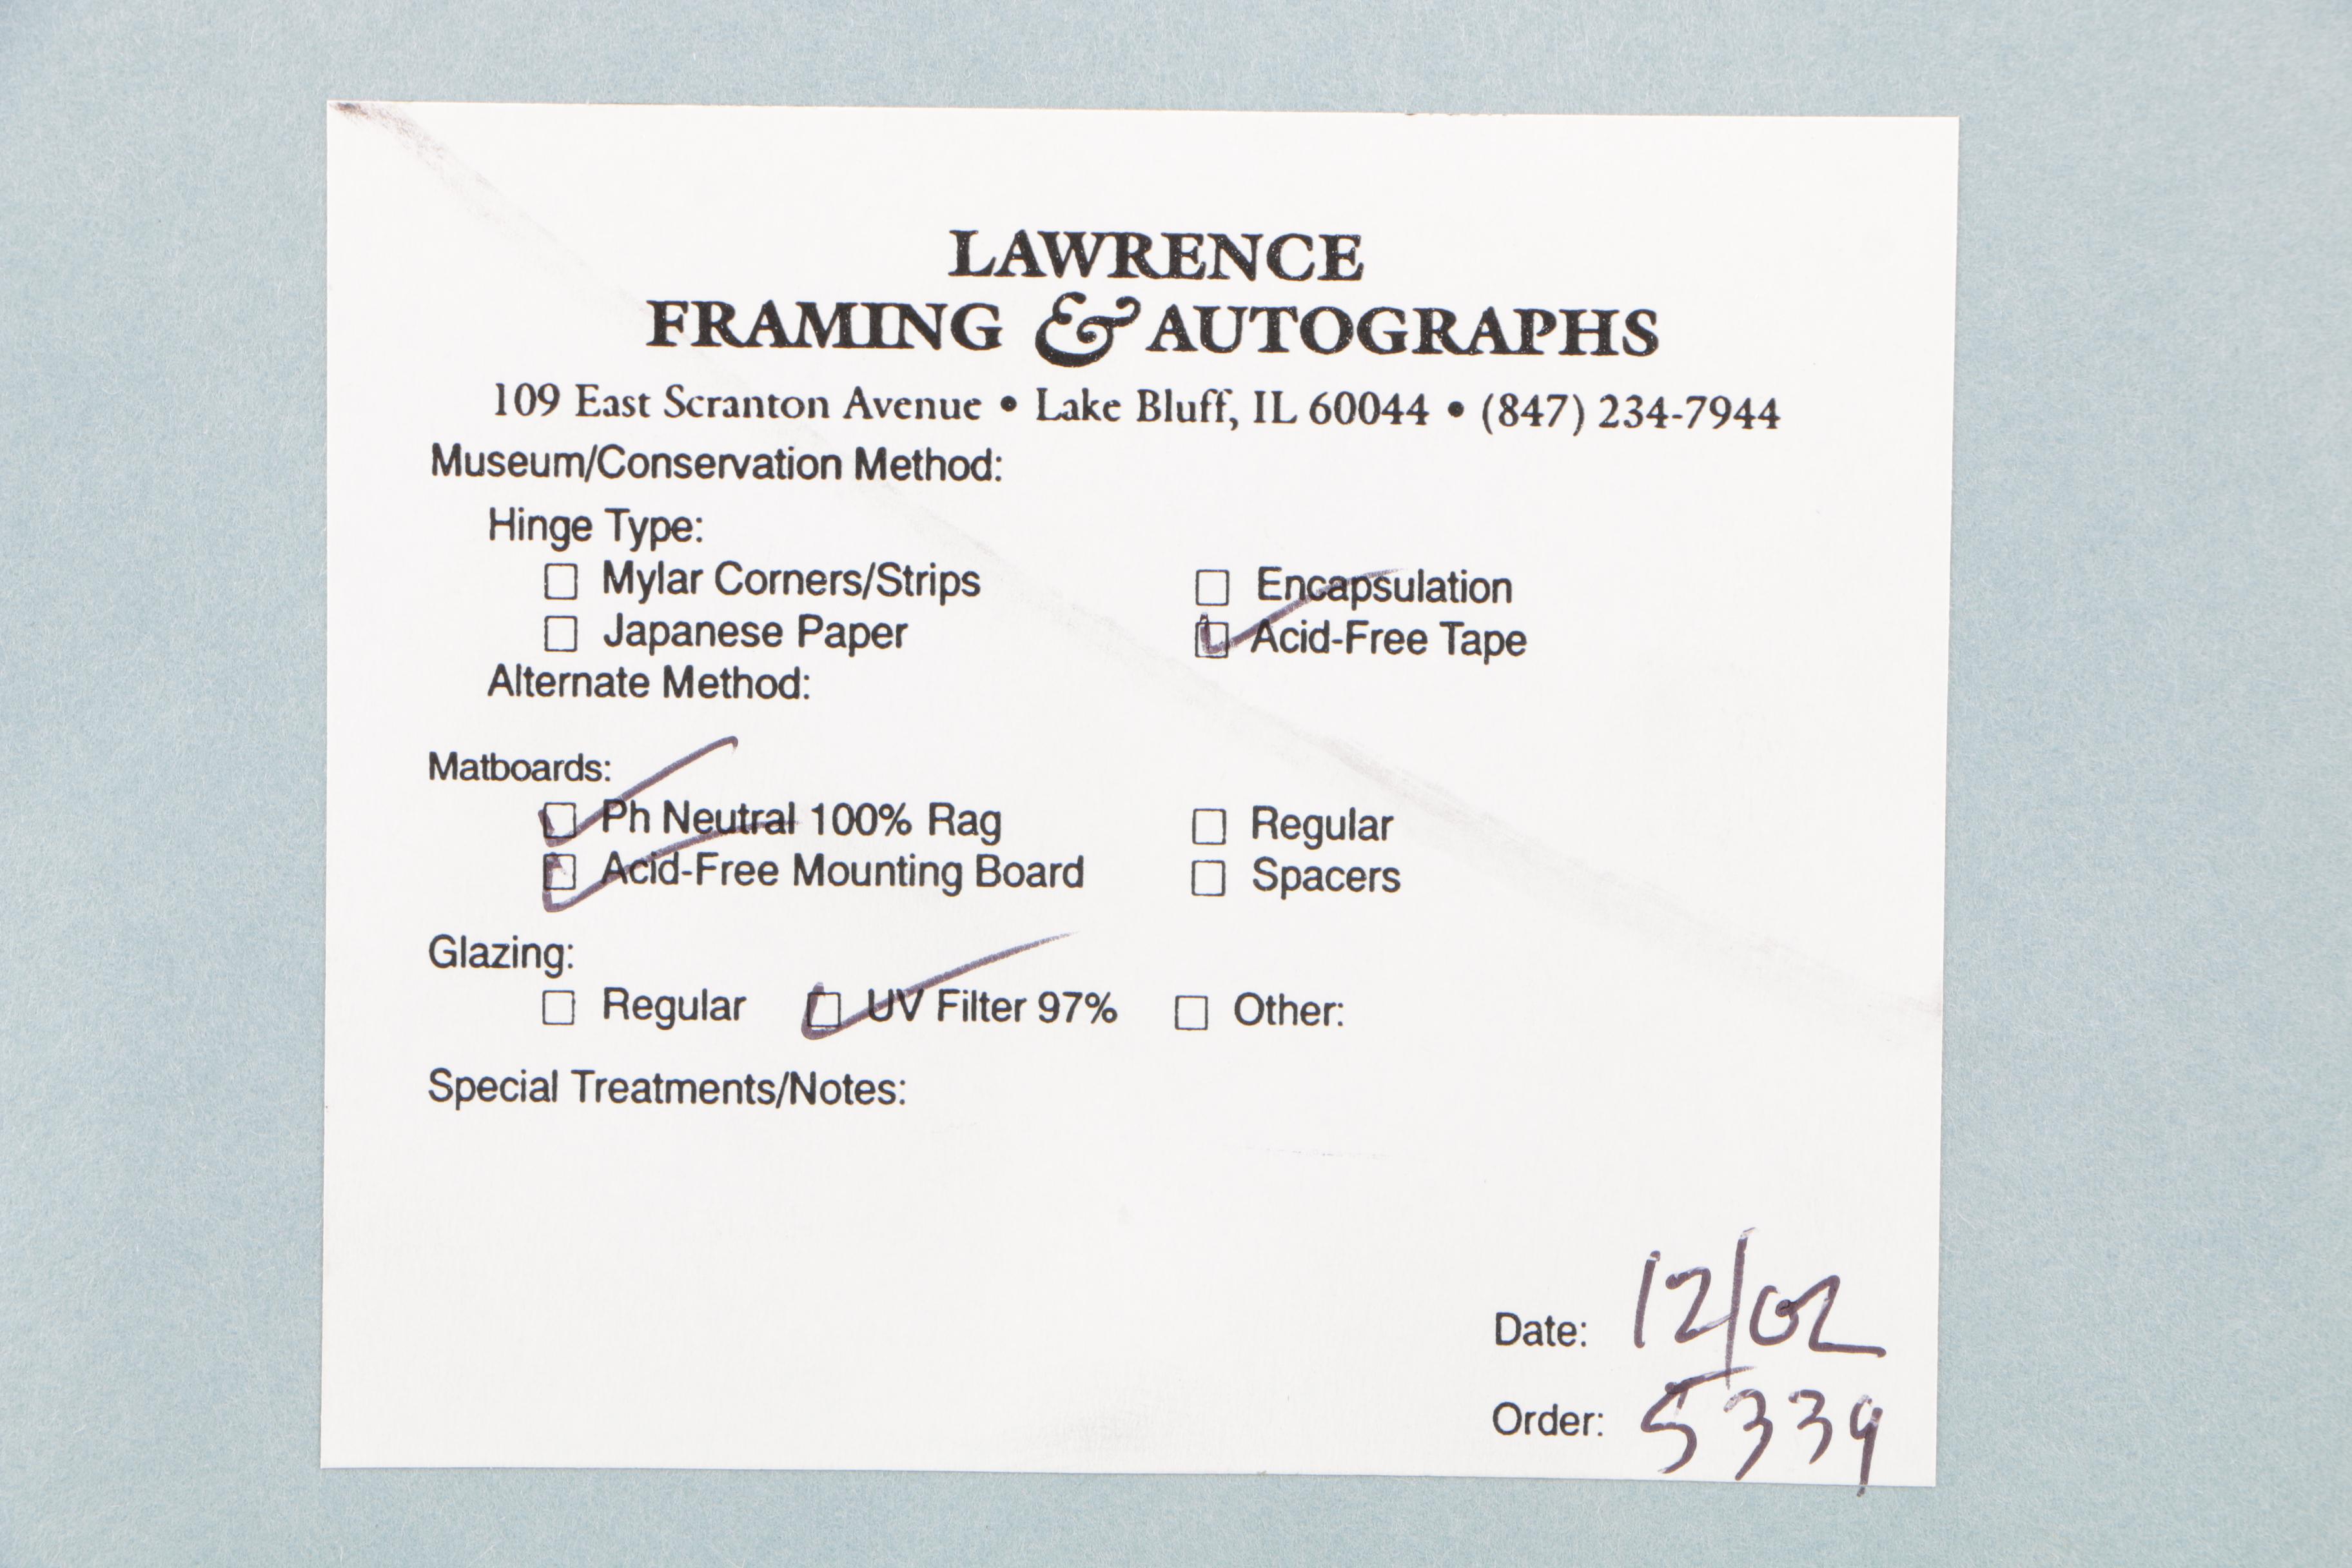 LAWRENCE
FRAMING & AUTOGRAPHS
109 East Scranton Avenue • Lake Bluff, IL 60044 • (847) 234-7944
Museum/Conservation Method:
Hinge Type:
☐ Mylar Corners/Strips ☐ Encapsulation
☐ Japanese Paper ☑ Acid-Free Tape
Alternate Method:
Matboards:
☑ Ph Neutral 100% Rag ☐ Regular
☑ Acid-Free Mounting Board ☐ Spacers
Glazing:
☐ Regular ☑ UV Filter 97% ☐ Other:
Special Treatments/Notes:
Date: 12/02
Order: 5339